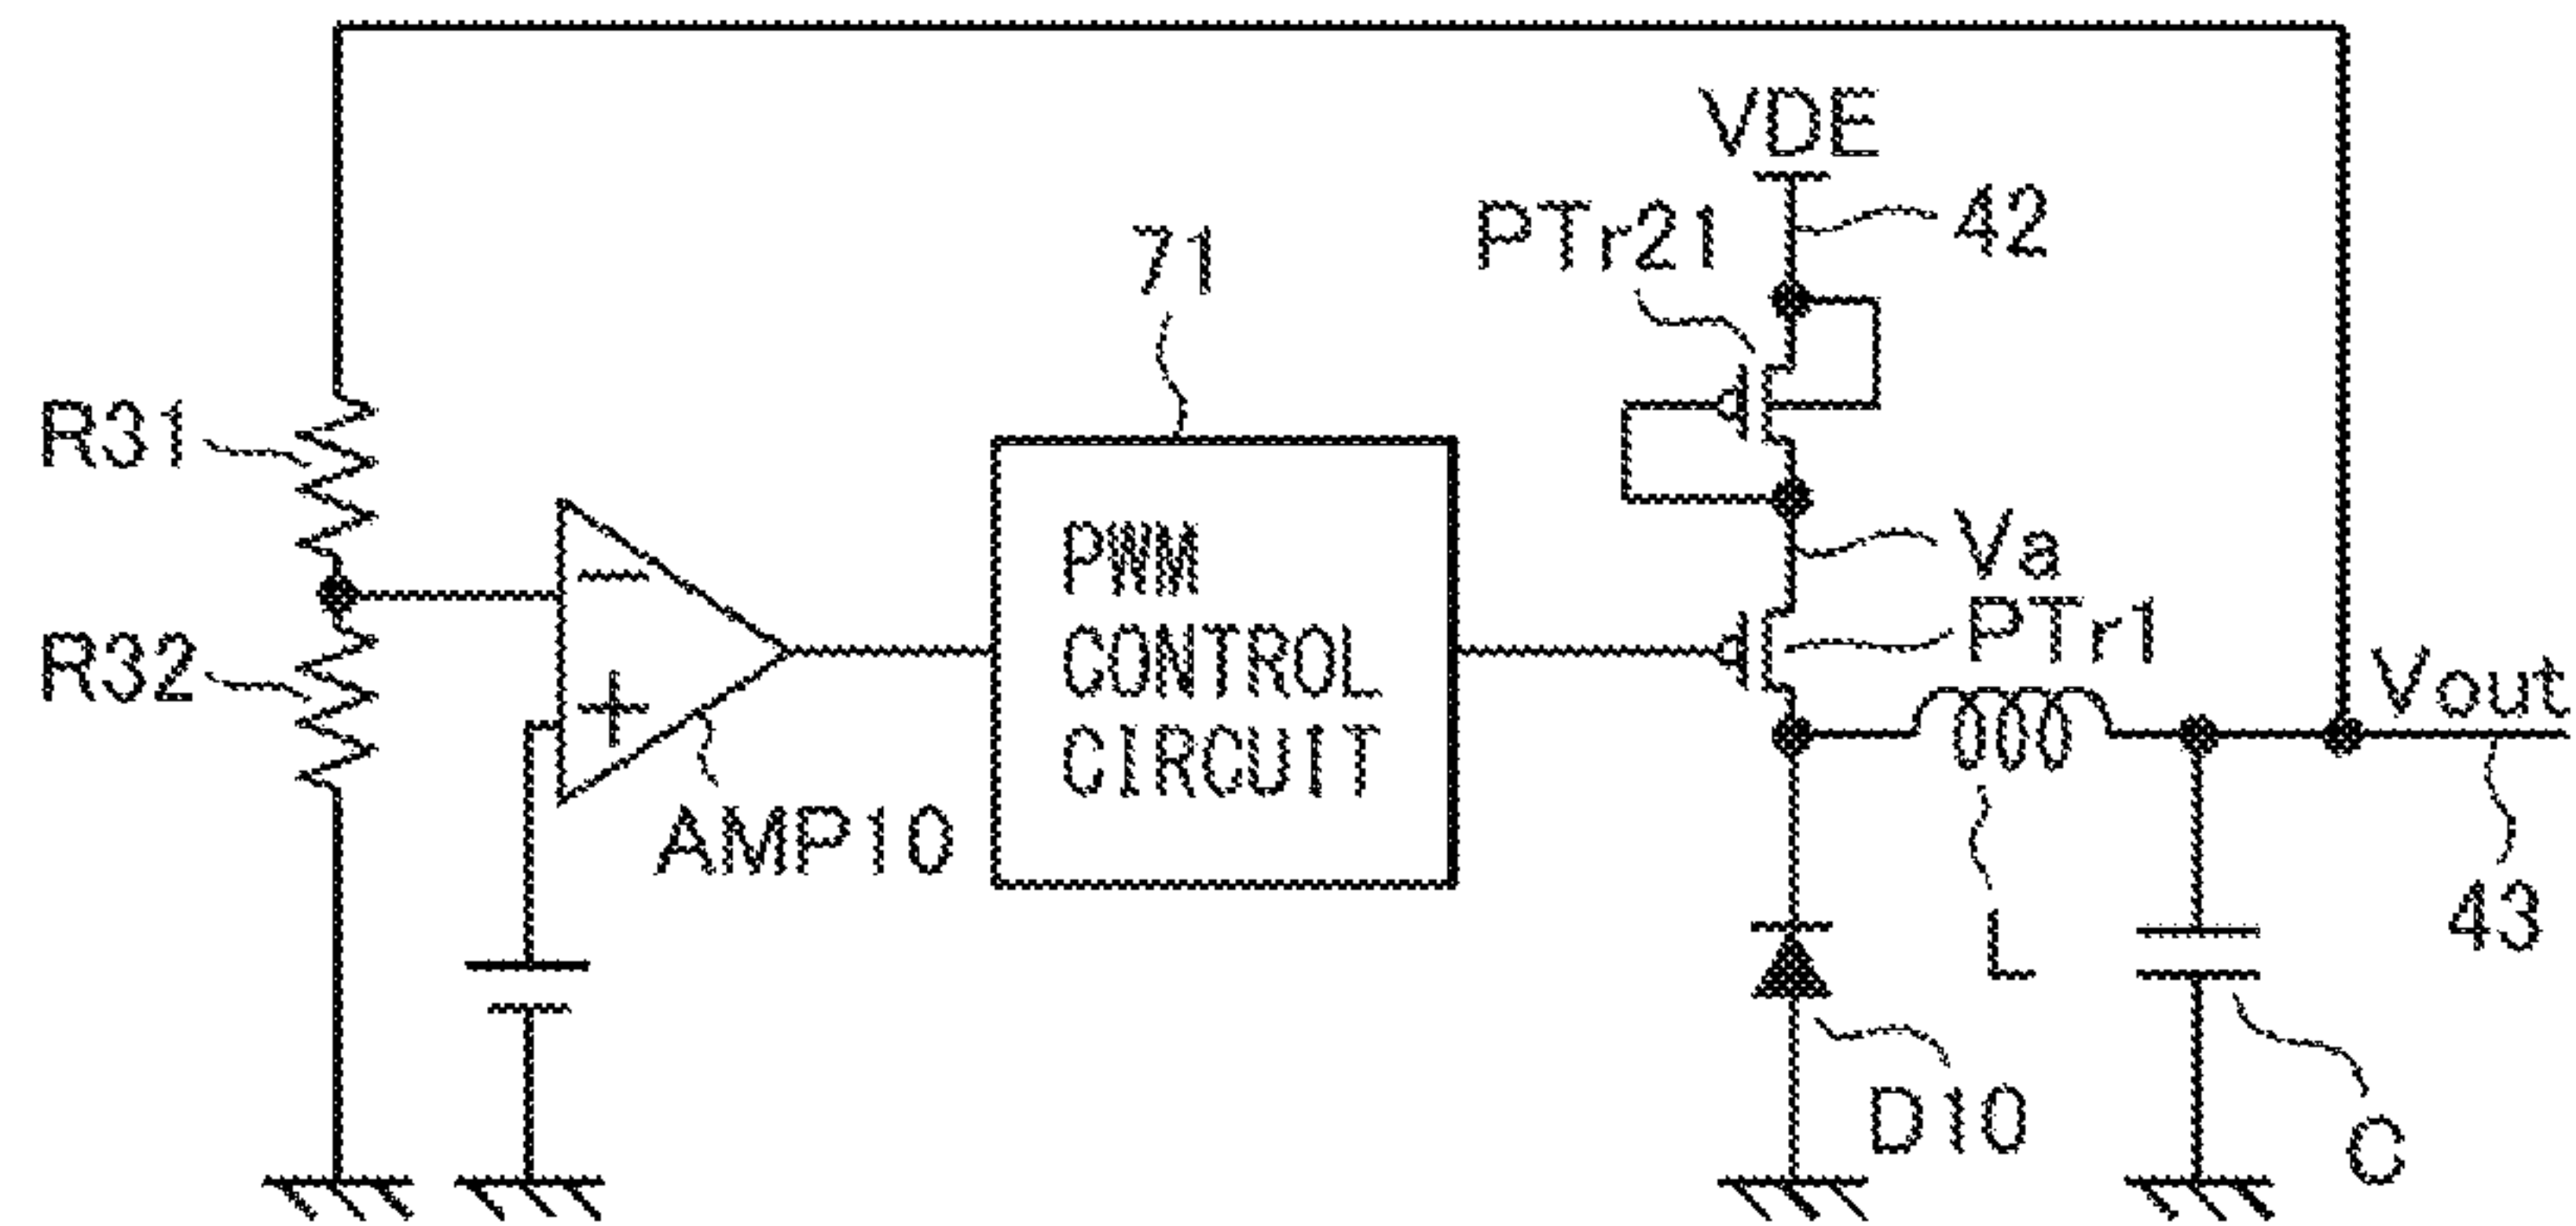 VDE
PTr21
42
71
R31
Va
PWM
CONTROL
CIRCUIT
PTr1
R32
Vout
−
+
AMP10
L
43
D10
C